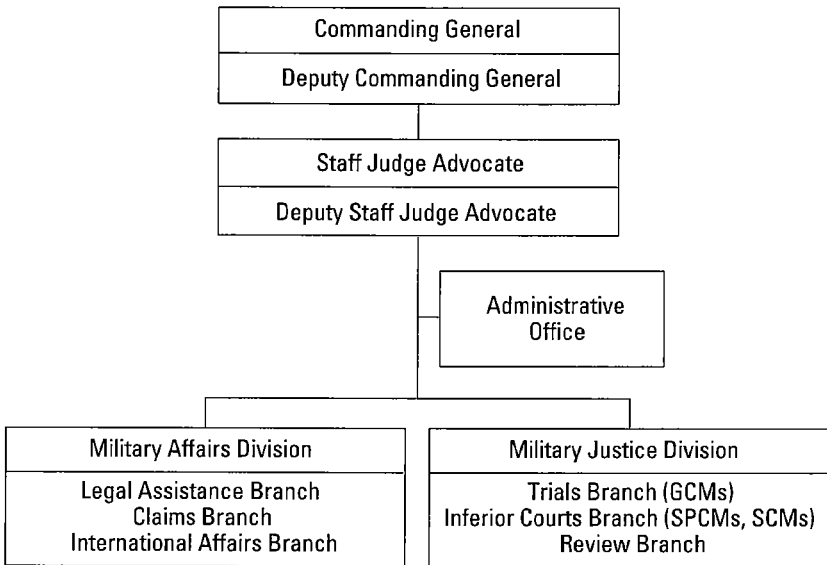 Commanding General
Deputy Commanding General
Staff Judge Advocate
Deputy Staff Judge Advocate
Administrative
Office
Military Affairs Division
Legal Assistance Branch
Claims Branch
International Affairs Branch
Military Justice Division
Trials Branch (GCMs)
Inferior Courts Branch (SPCMs, SCMs)
Review Branch